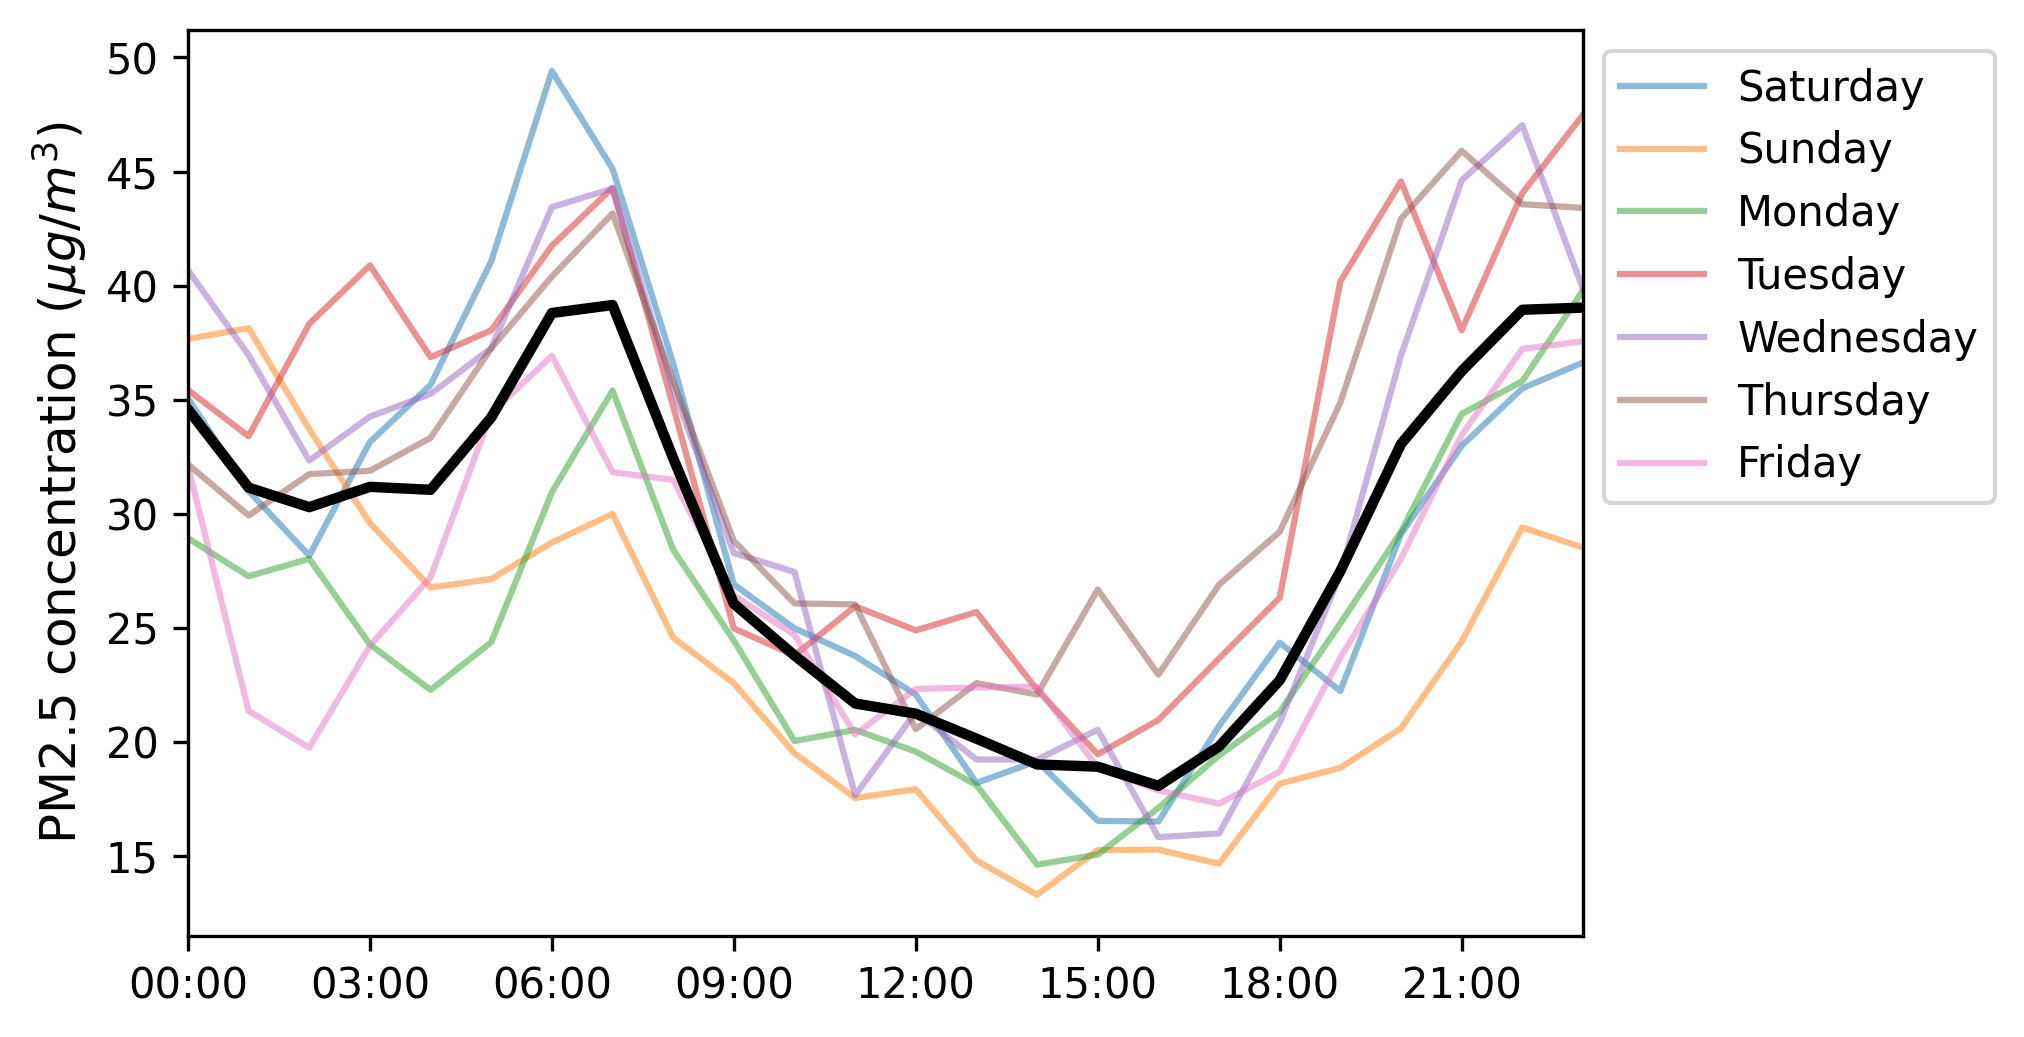 PM2.5 concentration (μg/m³)
50
45
40
35
30
25
20
15
00:00 03:00 06:00 09:00 12:00 15:00 18:00 21:00
Saturday
Sunday
Monday
Tuesday
Wednesday
Thursday
Friday